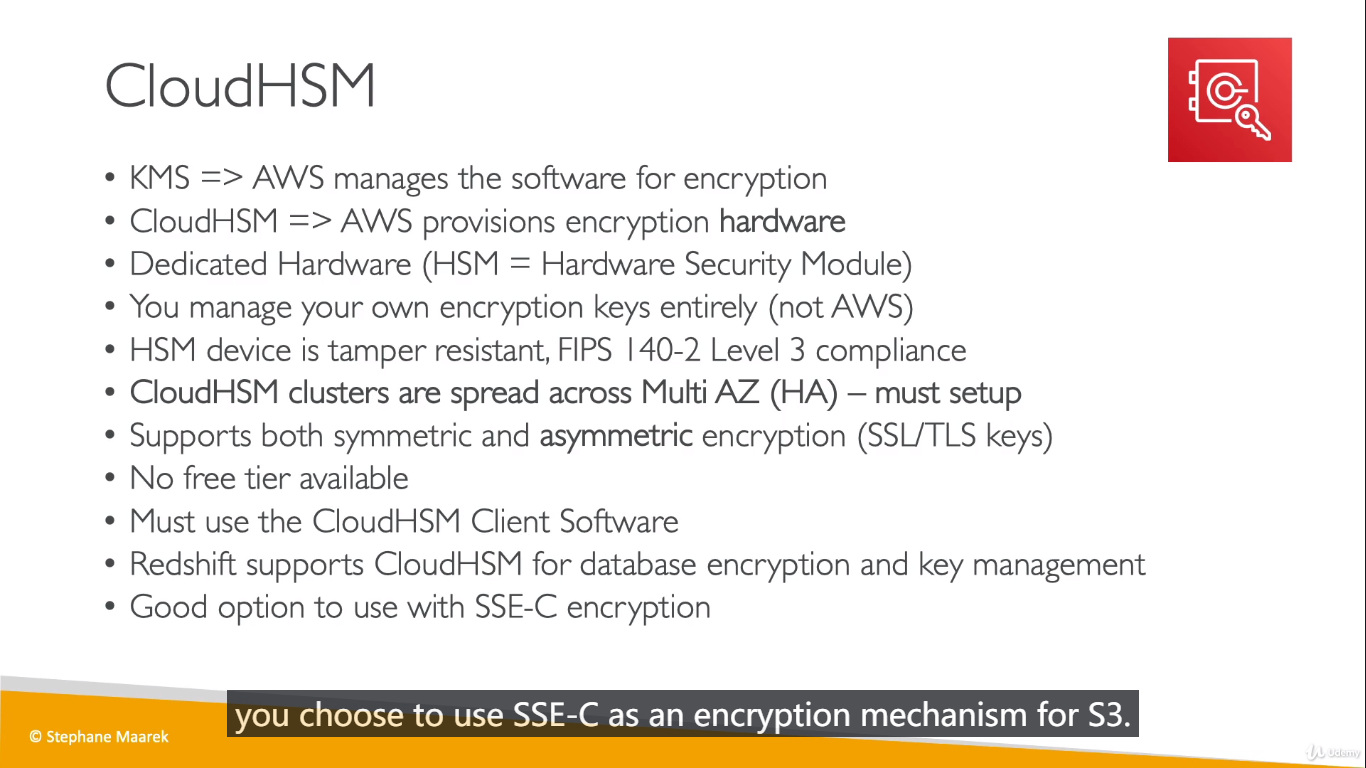 CloudHSM
• KMS => AWS manages the software for encryption
• CloudHSM => AWS provisions encryption hardware
• Dedicated Hardware (HSM = Hardware Security Module)
• You manage your own encryption keys entirely (not AWS)
• HSM device is tamper resistant, FIPS 140-2 Level 3 compliance
• CloudHSM clusters are spread across Multi AZ (HA) – must setup
• Supports both symmetric and asymmetric encryption (SSL/TLS keys)
• No free tier available
• Must use the CloudHSM Client Software
• Redshift supports CloudHSM for database encryption and key management
• Good option to use with SSE-C encryption
you choose to use SSE-C as an encryption mechanism for S3.
© Stephane Maarek
Udemy